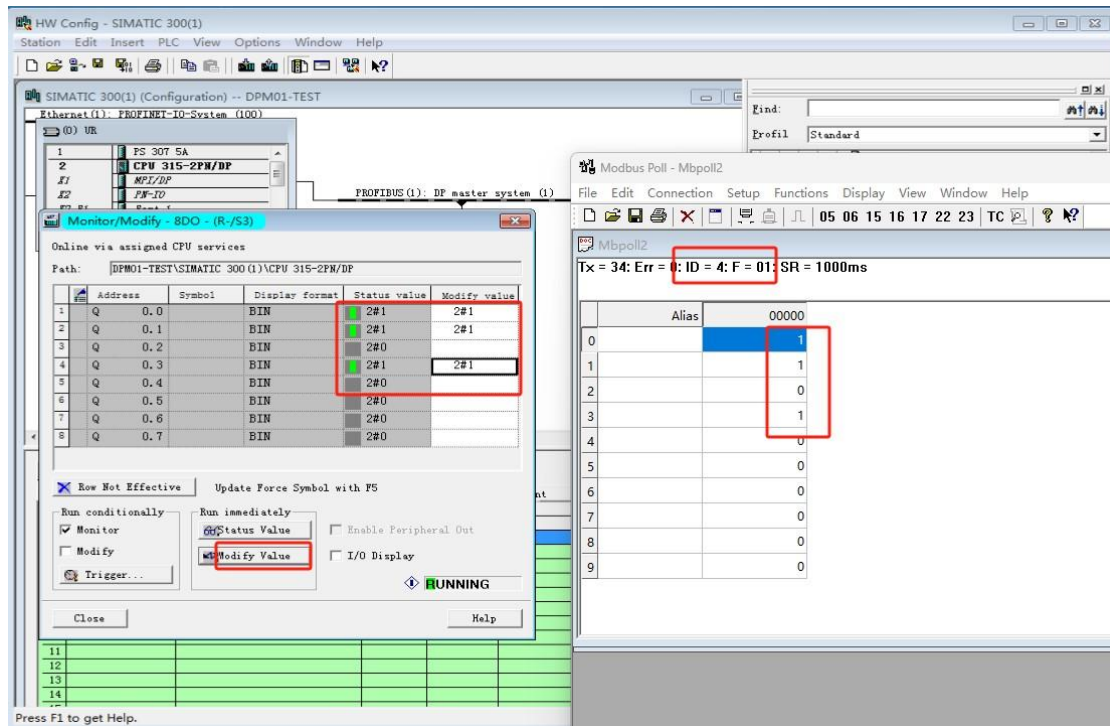 HW Config - SIMATIC 300(1)
Station Edit Insert PLC View Options Window Help
SIMATIC 300(1) (Configuration) -- DPM01-TEST
Ethernet(1): PROFINET-IO-System (100)
(0) UR
1 PS 307 5A
2 CPU 315-2PN/DP
X1 MPI/DP
X2 PN-IO
PROFIBUS(1): DP master system (1)
Find:
Profil Standard
Monitor/Modify - 8DO - (R-/S3)
Online via assigned CPU services
Path: DPM01-TEST\SIMATIC 300(1)\CPU 315-2PN/DP
Address Symbol Display format Status value Modify value
1 Q 0.0 BIN 2#1 2#1
2 Q 0.1 BIN 2#1 2#1
3 Q 0.2 BIN 2#0
4 Q 0.3 BIN 2#1 2#1
5 Q 0.4 BIN 2#0
6 Q 0.5 BIN 2#0
7 Q 0.6 BIN 2#0
8 Q 0.7 BIN 2#0
Row Not Effective Update Force Symbol with F5
Run conditionally Run immediately
Monitor Status Value Enable Peripheral Out
Modify Modify Value I/O Display
Trigger...
RUNNING
Close Help
11
12
13
14
Press F1 to get Help.
Modbus Poll - Mbpoll2
File Edit Connection Setup Functions Display View Window Help
05 06 15 16 17 22 23 TC
Mbpoll2
Tx = 34: Err = 0: ID = 4: F = 01: SR = 1000ms
Alias 00000
0 1
1 1
2 0
3 1
4 0
5 0
6 0
7 0
8 0
9 0